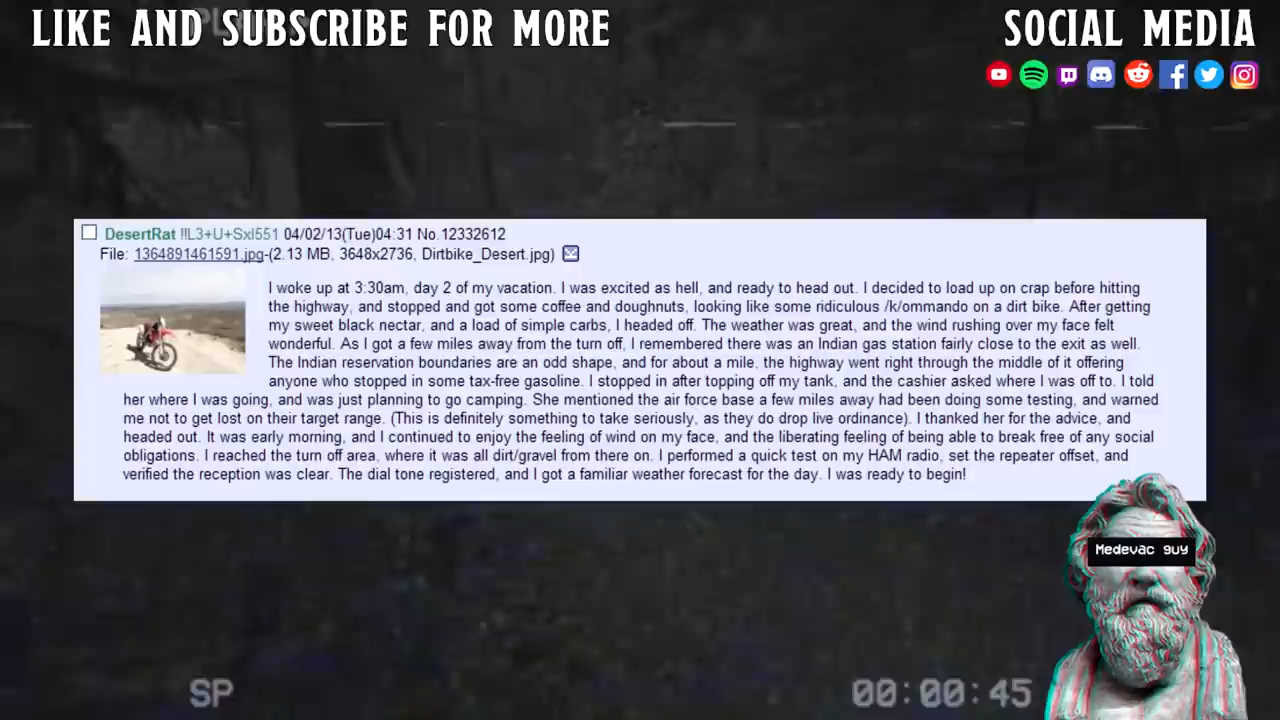 LIKE AND SUBSCRIBE FOR MORE
SOCIAL MEDIA
DesertRat !!L3+U+Sxl551 04/02/13(Tue)04:31 No.12332612
File: 1364891461591.jpg-(2.13 MB, 3648x2736, Dirtbike_Desert.jpg)
I woke up at 3:30am, day 2 of my vacation. I was excited as hell, and ready to head out. I decided to load up on crap before hitting
the highway, and stopped and got some coffee and doughnuts, looking like some ridiculous /k/ommando on a dirt bike. After getting
my sweet black nectar, and a load of simple carbs, I headed off. The weather was great, and the wind rushing over my face felt
wonderful. As I got a few miles away from the turn off, I remembered there was an Indian gas station fairly close to the exit as well.
The Indian reservation boundaries are an odd shape, and for about a mile, the highway went right through the middle of it offering
anyone who stopped in some tax-free gasoline. I stopped in after topping off my tank, and the cashier asked where I was off to. I told
her where I was going, and was just planning to go camping. She mentioned the air force base a few miles away had been doing some testing, and warned
me not to get lost on their target range. (This is definitely something to take seriously, as they do drop live ordinance). I thanked her for the advice, and
headed out. It was early morning, and I continued to enjoy the feeling of wind on my face, and the liberating feeling of being able to break free of any social
obligations. I reached the turn off area, where it was all dirt/gravel from there on. I performed a quick test on my HAM radio, set the repeater offset, and
verified the reception was clear. The dial tone registered, and I got a familiar weather forecast for the day. I was ready to begin!
Medevac guy
SP
00:00:45